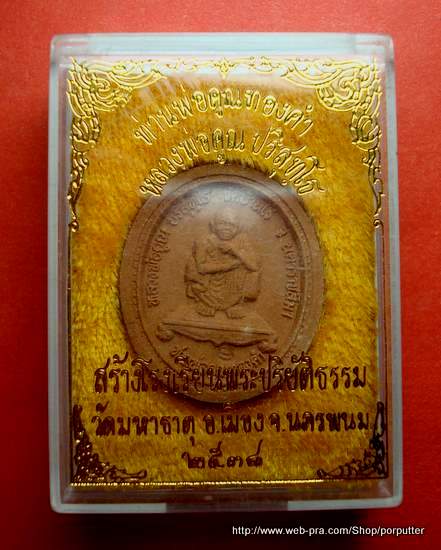 ท่านพ่อคูณทองคำ
หลวงพ่อคูณ ปริสุทฺโธ
สร้างโรงเรียนพระปริยัติธรรม
วัดมหาธาตุ อ.เมือง จ.นครพนม
๒๕๓๘
http://www.web-pra.com/Shop/porputter